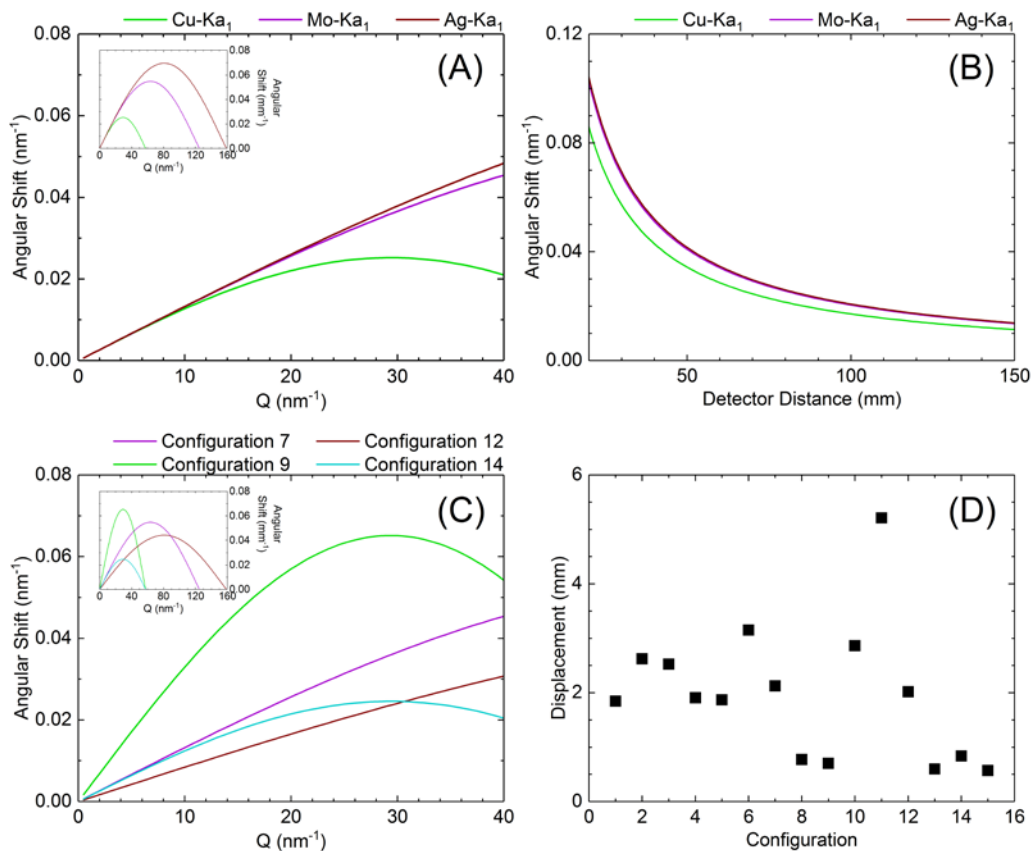 Cu-Ka1 Mo-Ka1 Ag-Ka1
(A)
0.08
0.06
0.04
0.02
0.00
Angular Shift (nm-1)
0 10 20 30 40
Q (nm-1)
0.08
0.06
0.04
0.02
0.00
Angular
Shift (mm-1)
0 40 80 120 160
Q (nm-1)
Cu-Ka1 Mo-Ka1 Ag-Ka1
(B)
0.12
0.08
0.04
0.00
Angular Shift (nm-1)
50 100 150
Detector Distance (mm)
Configuration 7 Configuration 12
Configuration 9 Configuration 14
(C)
0.08
0.06
0.04
0.02
0.00
Angular Shift (nm-1)
0 10 20 30 40
Q (nm-1)
0.08
0.06
0.04
0.02
0.00
Angular
Shift (mm-1)
0 40 80 120 160
Q (nm-1)
(D)
6
4
2
0
Displacement (mm)
0 2 4 6 8 10 12 14 16
Configuration